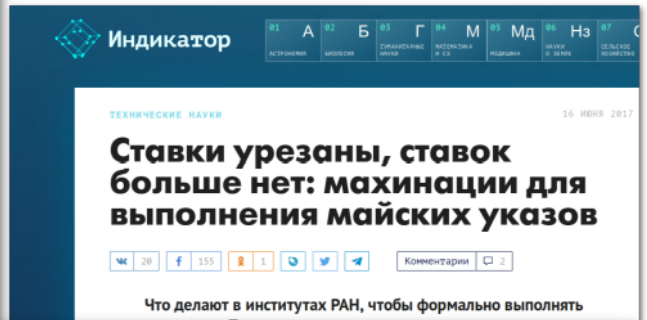 Индикатор
01 А АСТРОНОМИЯ
02 Б БИОЛОГИЯ
03 Г ГУМАНИТАРНЫЕ НАУКИ
04 М МАТЕМАТИКА И CS
05 Мд МЕДИЦИНА
06 Нз НАУКИ О ЗЕМЛЕ
07 СЕЛЬСКОЕ ХОЗЯЙСТВО
ТЕХНИЧЕСКИЕ НАУКИ
16 ИЮНЯ 2017
Ставки урезаны, ставок
больше нет: махинации для
выполнения майских указов
20 155 1 Комментарии 2
Что делают в институтах РАН, чтобы формально выполнять